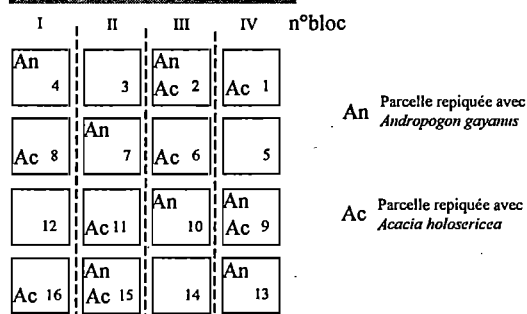 I II III IV n°bloc
An An
4 3 Ac 2 Ac 1
An
Ac 8 7 Ac 6 5
An An
12 Ac 11 10 Ac 9
An An
Ac 16 Ac 15 14 13
An Parcelle repiquée avec
Andropogon gayanus
Ac Parcelle repiquée avec
Acacia holosericea